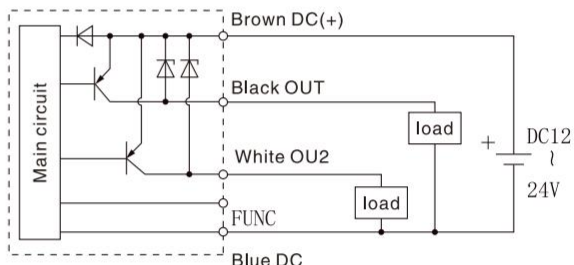 Brown DC(+)
Black OUT
Main circuit
load
+
DC12
~
24V
White OU2
load
FUNC
Blue DC